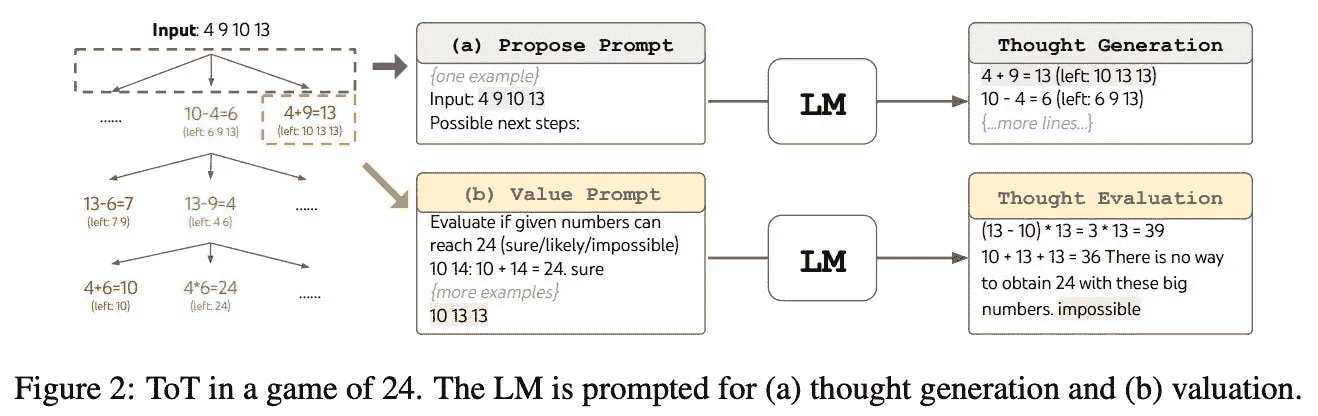 Input: 4 9 10 13
......
10-4=6
(left: 6 9 13)
4+9=13
(left: 10 13 13)
13-6=7
(left: 7 9)
13-9=4
(left: 4 6)
......
4+6=10
(left: 10)
4*6=24
(left: 24)
......
(a) Propose Prompt
{one example}
Input: 4 9 10 13
Possible next steps:
LM
Thought Generation
4 + 9 = 13 (left: 10 13 13)
10 - 4 = 6 (left: 6 9 13)
{...more lines...}
(b) Value Prompt
Evaluate if given numbers can
reach 24 (sure/likely/impossible)
10 14: 10 + 14 = 24. sure
{more examples}
10 13 13
LM
Thought Evaluation
(13 - 10) * 13 = 3 * 13 = 39
10 + 13 + 13 = 36 There is no way
to obtain 24 with these big
numbers. impossible
Figure 2: ToT in a game of 24. The LM is prompted for (a) thought generation and (b) valuation.